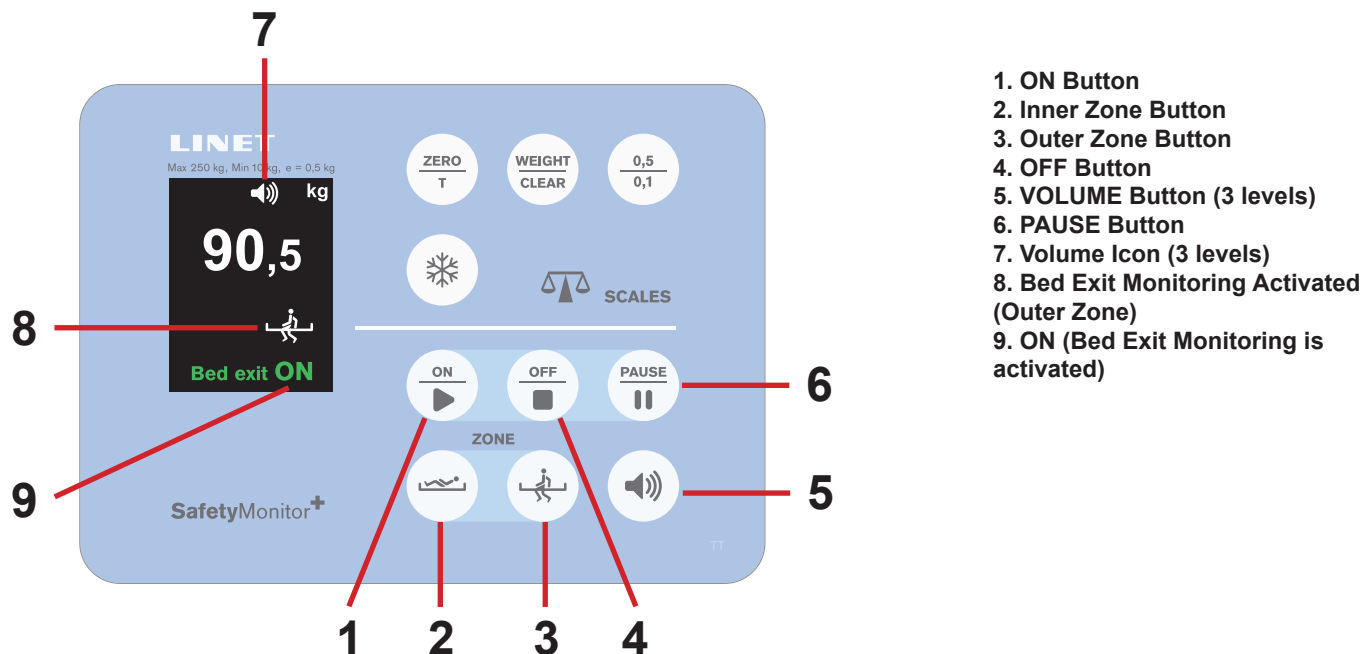 7
LINET
Max 250 kg, Min 10 kg, e = 0,5 kg
kg
90,5
Bed exit ON
ZERO
T
WEIGHT
CLEAR
0,5
0,1
SCALES
8
ON
OFF
PAUSE
6
ZONE
9
SafetyMonitor+
5
TT
1
2
3
4
1. ON Button
2. Inner Zone Button
3. Outer Zone Button
4. OFF Button
5. VOLUME Button (3 levels)
6. PAUSE Button
7. Volume Icon (3 levels)
8. Bed Exit Monitoring Activated
(Outer Zone)
9. ON (Bed Exit Monitoring is
activated)